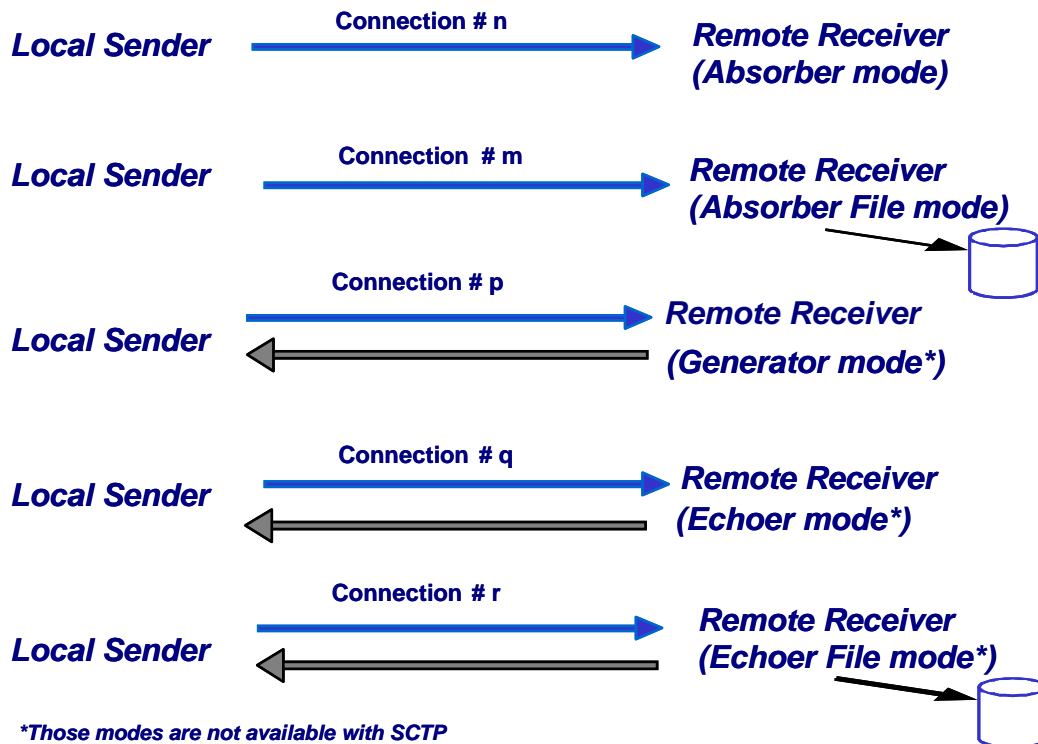 Connection # n
Local Sender
Remote Receiver
(Absorber mode)
Connection # m
Local Sender
Remote Receiver
(Absorber File mode)
Connection # p
Local Sender
Remote Receiver
(Generator mode*)
Connection # q
Local Sender
Remote Receiver
(Echoer mode*)
Connection # r
Local Sender
Remote Receiver
(Echoer File mode*)
*Those modes are not available with SCTP